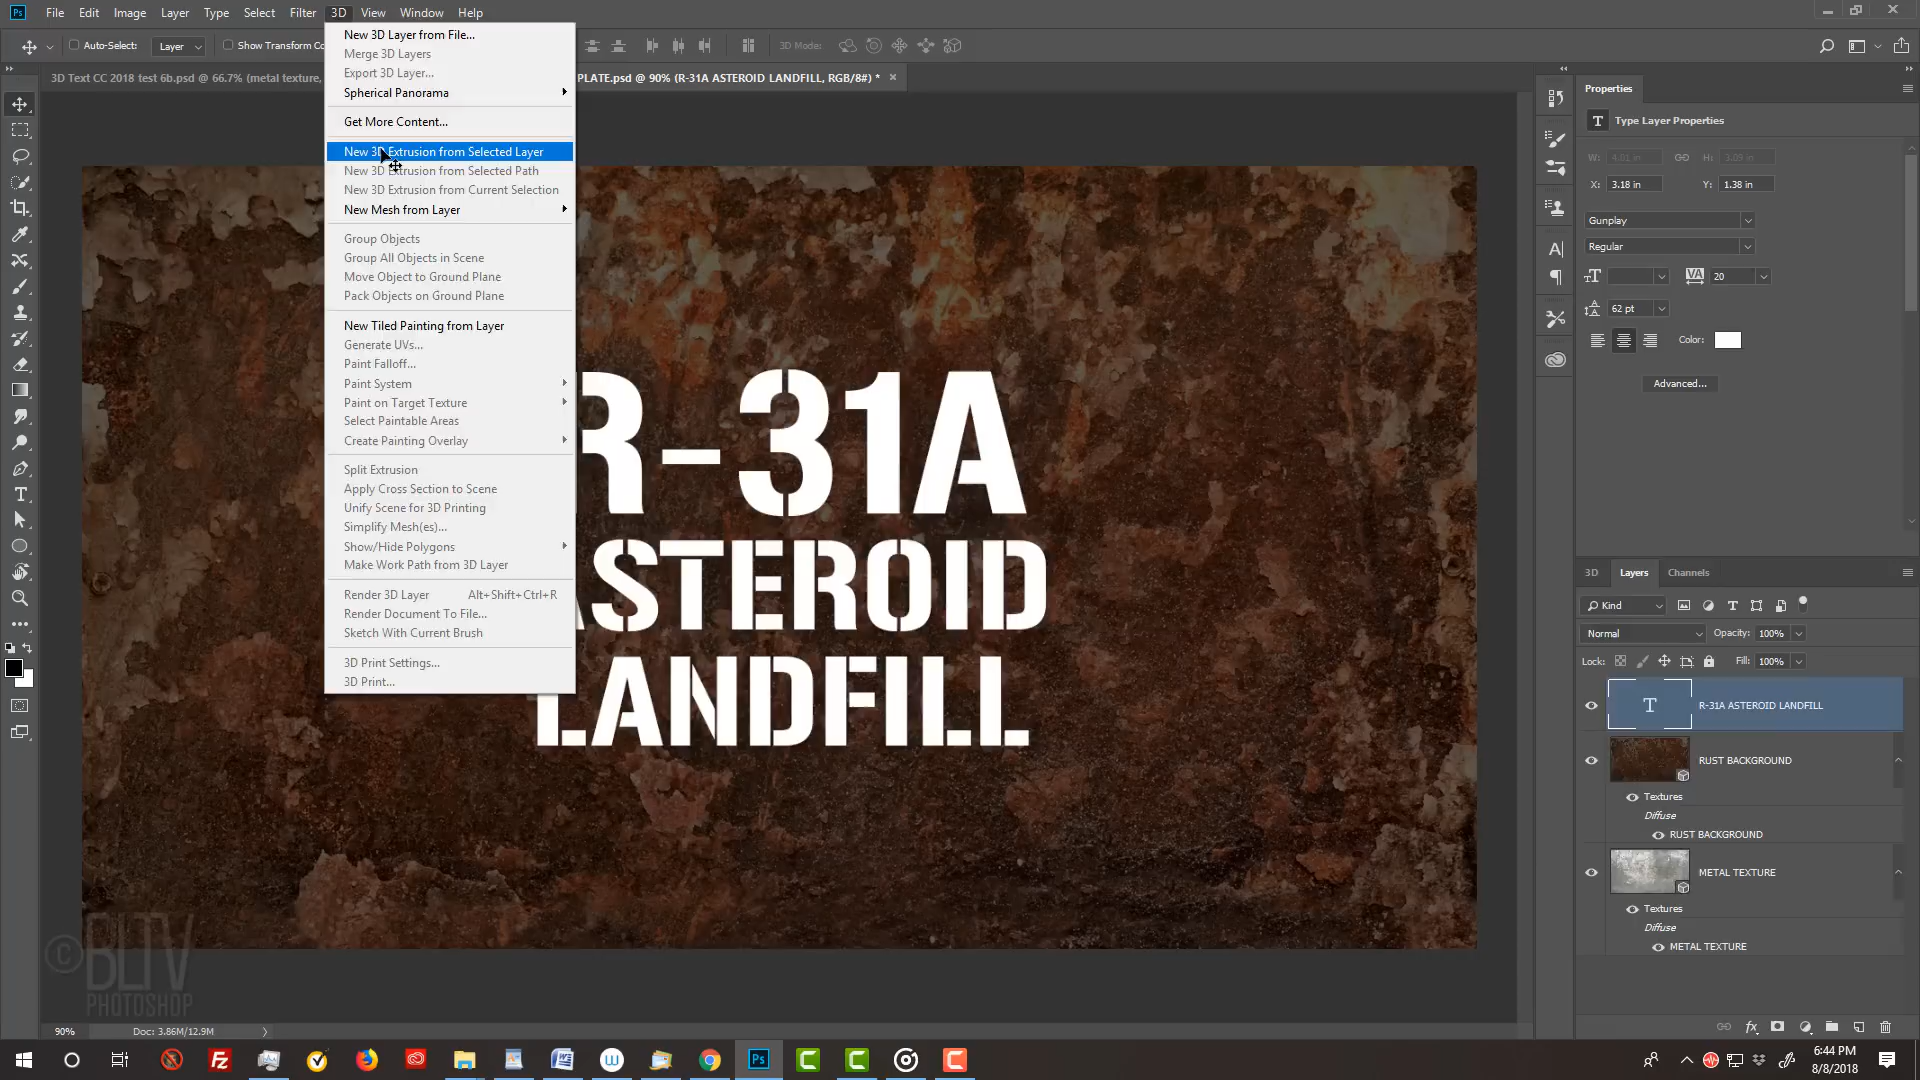 File Edit Image Layer Type Select Filter 3D View Window Help
Auto-Select: Layer Show Transform Co 3D Mode:
3D Text CC 2018 test 6b.psd @ 66.7% (metal texture, PLATE.psd @ 90% (R-31A ASTEROID LANDFILL, RGB/8#) *
New 3D Layer from File...
Merge 3D Layers
Export 3D Layer...
Spherical Panorama
Get More Content...
New 3D Extrusion from Selected Layer
New 3D Extrusion from Selected Path
New 3D Extrusion from Current Selection
New Mesh from Layer
Group Objects
Group All Objects in Scene
Move Object to Ground Plane
Pack Objects on Ground Plane
New Tiled Painting from Layer
Generate UVs...
Paint Falloff...
Paint System
Paint on Target Texture
Select Paintable Areas
Create Painting Overlay
Split Extrusion
Apply Cross Section to Scene
Unify Scene for 3D Printing
Simplify Mesh(es)...
Show/Hide Polygons
Make Work Path from 3D Layer
Render 3D Layer Alt+Shift+Ctrl+R
Render Document To File...
Sketch With Current Brush
3D Print Settings...
3D Print...
R-31A
ASTEROID
LANDFILL
© BLTV
PHOTOSHOP
90% Doc: 3.86M/12.9M
Properties
T Type Layer Properties
W: 4.01 in H: 3.09 in
X: 3.18 in Y: 1.38 in
Gunplay
Regular
20
62 pt
Color:
Advanced...
3D Layers Channels
Kind
Normal Opacity: 100%
Lock: Fill: 100%
T R-31A ASTEROID LANDFILL
RUST BACKGROUND
Textures
Diffuse
RUST BACKGROUND
METAL TEXTURE
Textures
Diffuse
METAL TEXTURE
6:44 PM
8/8/2018